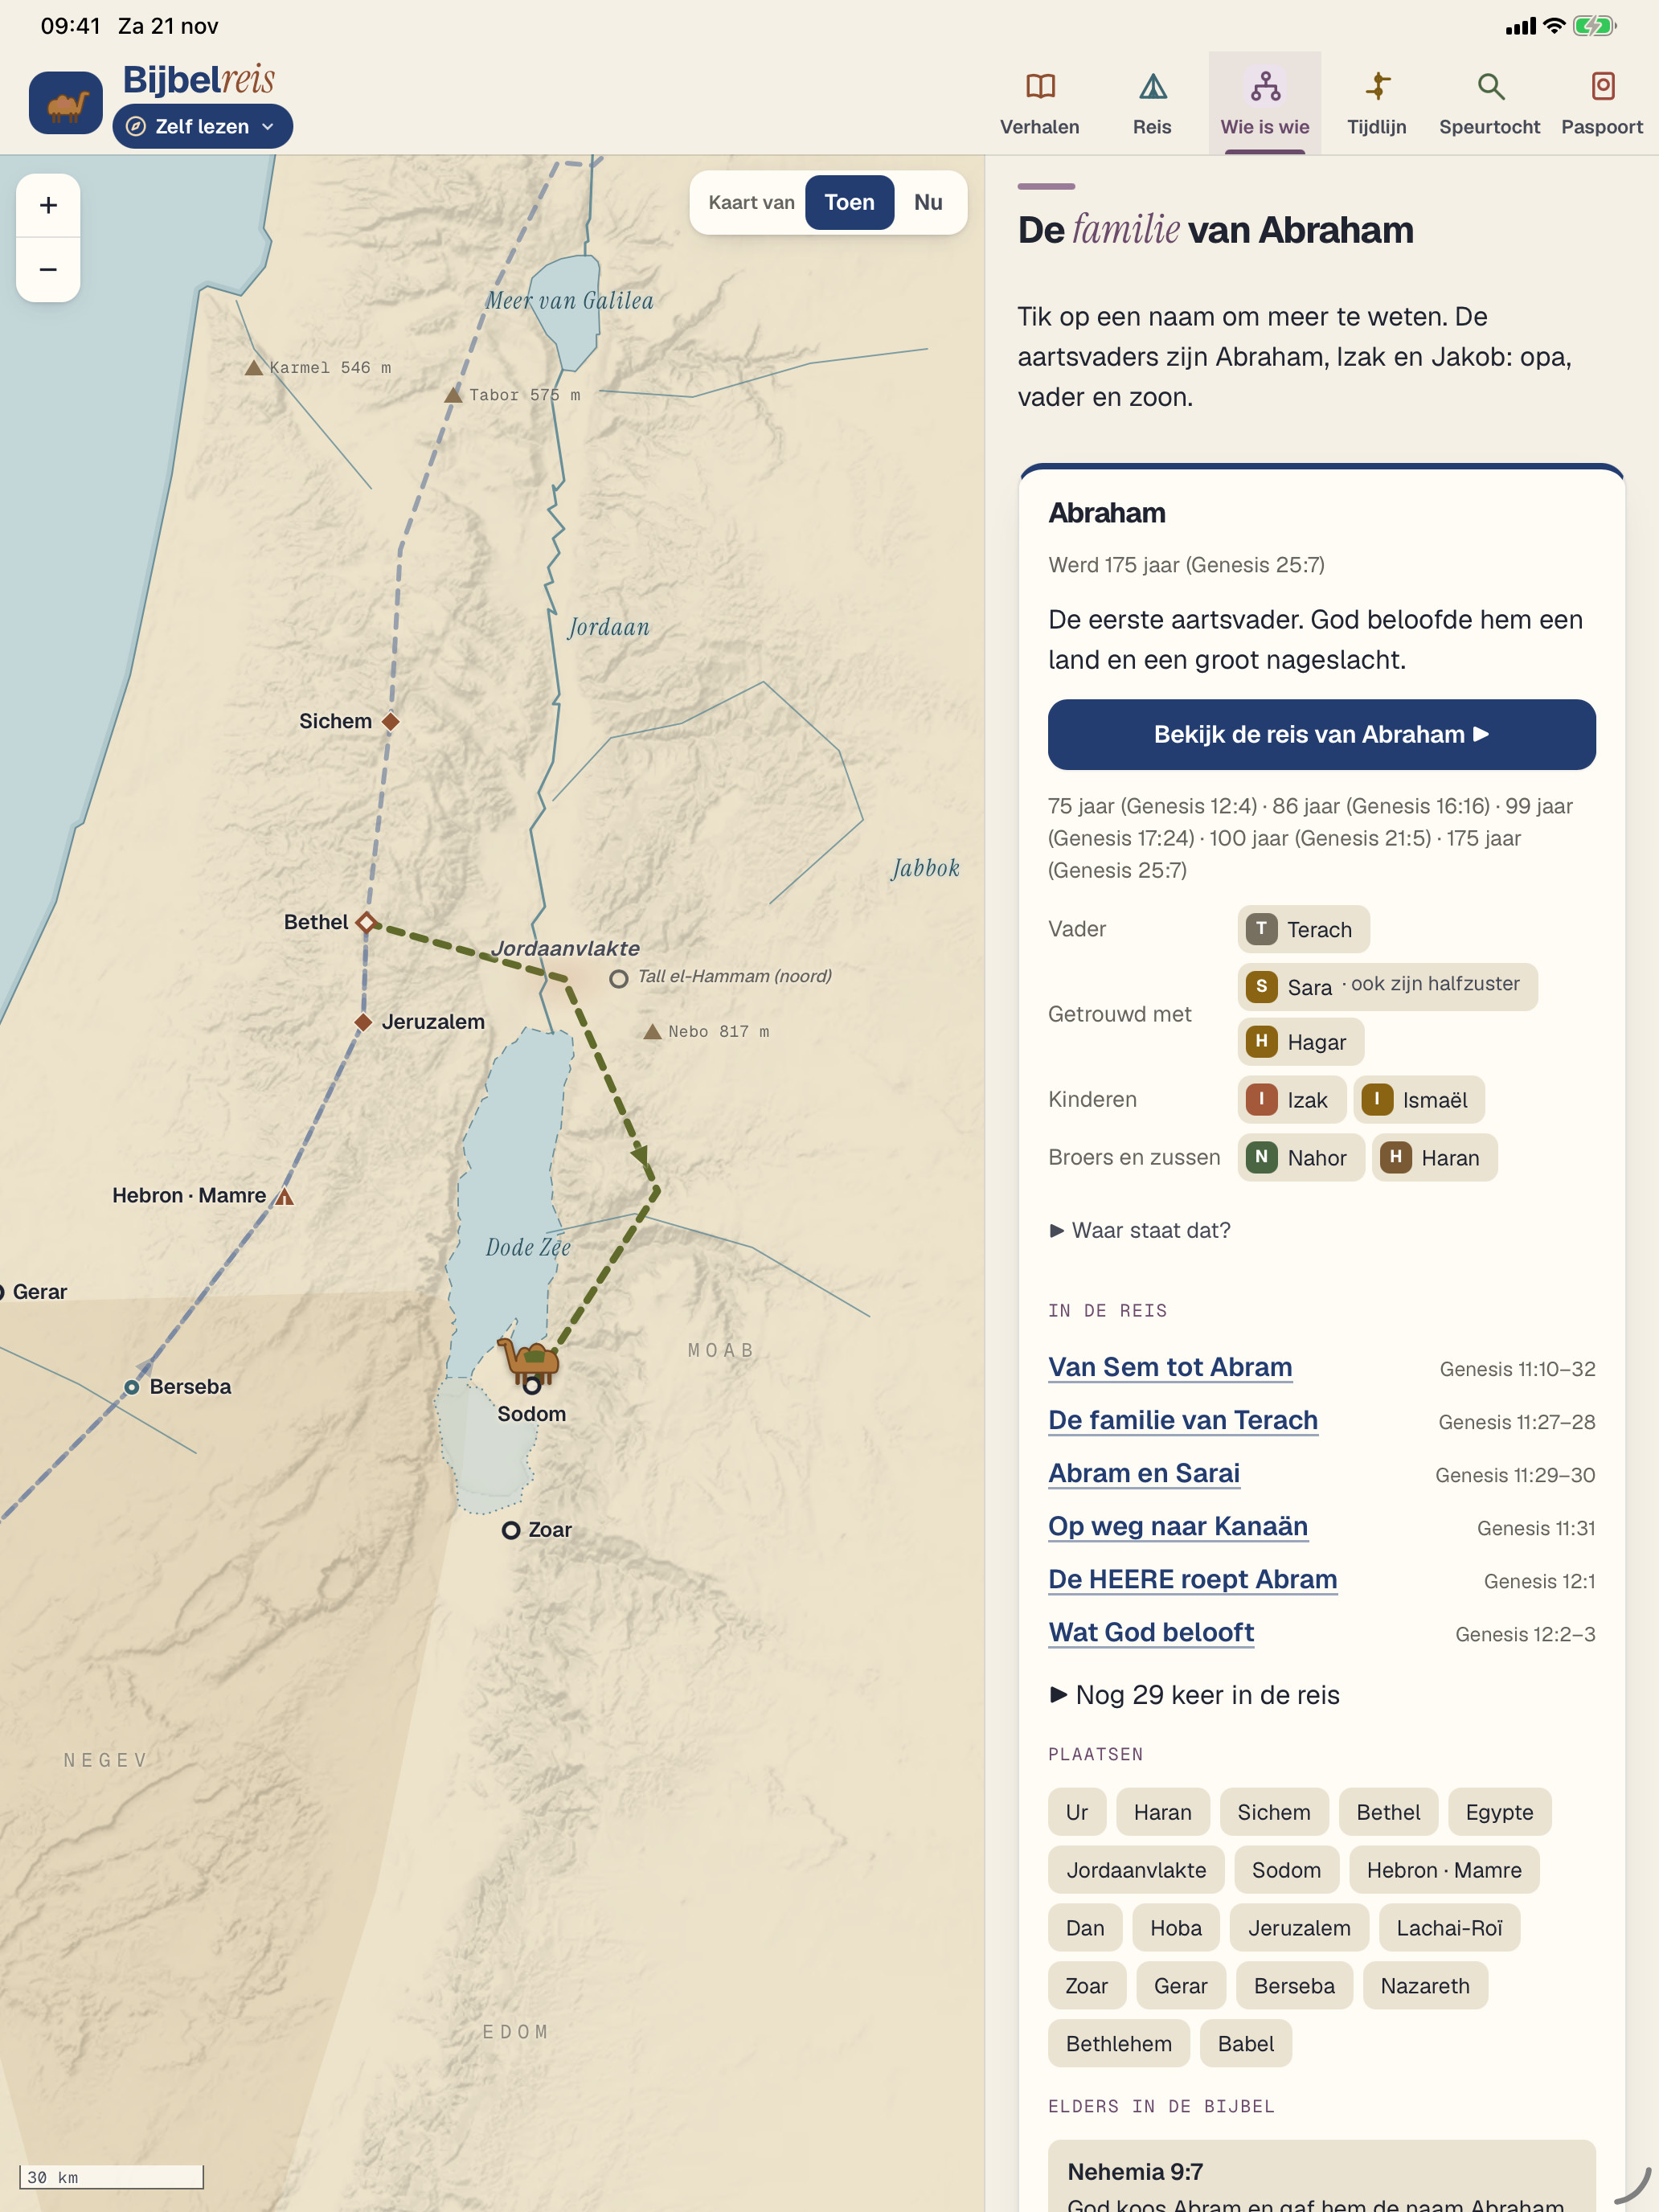 09:41 Za 21 nov
Bijbelreis
Zelf lezen
Verhalen
Reis
Wie is wie
Tijdlijn
Speurtocht
Paspoort
+
−
Kaart van Toen Nu
Meer van Galilea
Karmel 546 m
Tabor 575 m
Jordaan
Sichem
Jabbok
Bethel
Jordaanvlakte
Tall el-Hammam (noord)
Jeruzalem
Nebo 817 m
Hebron · Mamre
Dode Zee
Gerar
MOAB
Berseba
Sodom
Zoar
NEGEV
EDOM
30 km
De familie van Abraham
Tik op een naam om meer te weten. De
aartsvaders zijn Abraham, Izak en Jakob: opa,
vader en zoon.
Abraham
Werd 175 jaar (Genesis 25:7)
De eerste aartsvader. God beloofde hem een
land en een groot nageslacht.
Bekijk de reis van Abraham ▶
75 jaar (Genesis 12:4) · 86 jaar (Genesis 16:16) · 99 jaar
(Genesis 17:24) · 100 jaar (Genesis 21:5) · 175 jaar
(Genesis 25:7)
Vader T Terach
Getrouwd met S Sara · ook zijn halfzuster
H Hagar
Kinderen I Izak I Ismaël
Broers en zussen N Nahor H Haran
▶ Waar staat dat?
IN DE REIS
Van Sem tot Abram Genesis 11:10–32
De familie van Terach Genesis 11:27–28
Abram en Sarai Genesis 11:29–30
Op weg naar Kanaän Genesis 11:31
De HEERE roept Abram Genesis 12:1
Wat God belooft Genesis 12:2–3
▶ Nog 29 keer in de reis
PLAATSEN
Ur Haran Sichem Bethel Egypte
Jordaanvlakte Sodom Hebron · Mamre
Dan Hoba Jeruzalem Lachai-Roï
Zoar Gerar Berseba Nazareth
Bethlehem Babel
ELDERS IN DE BIJBEL
Nehemia 9:7
God koos Abram en gaf hem de naam Abraham